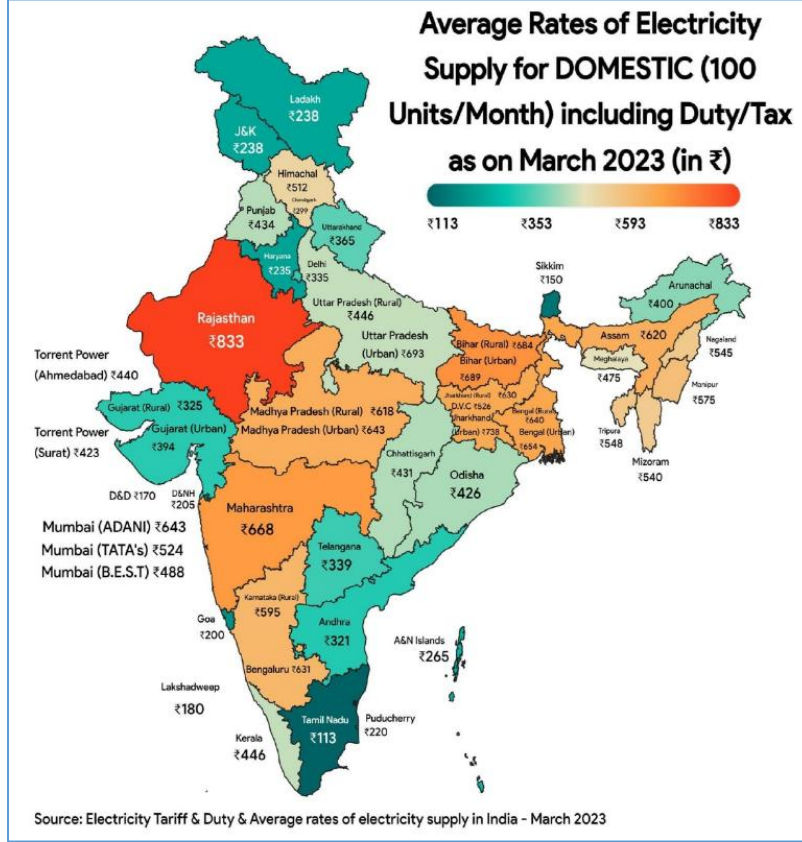 Average Rates of Electricity
Supply for DOMESTIC (100
Units/Month) including Duty/Tax
as on March 2023 (in ₹)
₹113
₹353
₹593
₹833
Ladakh
₹238
J&K
₹238
Himachal
₹512
Chandigarh
₹299
Punjab
₹434
Uttarakhand
₹365
Haryana
₹235
Delhi
₹335
Sikkim
₹150
Arunachal
₹400
Rajasthan
₹833
Uttar Pradesh (Rural)
₹446
Uttar Pradesh
(Urban) ₹693
Bihar (Rural) ₹684
Bihar (Urban)
₹689
Assam ₹620
Nagaland
₹545
Meghalaya
₹475
Manipur
₹575
Tripura
₹548
Mizoram
₹540
Torrent Power
(Ahmedabad) ₹440
Gujarat (Rural) ₹325
Gujarat (Urban)
₹394
Torrent Power
(Surat) ₹423
D&D ₹170
D&NH
₹205
Madhya Pradesh (Rural) ₹618
Madhya Pradesh (Urban) ₹643
Jharkhand (Rural) ₹630
D.V.C ₹526
Jharkhand
(Urban) ₹738
Bengal (Rural)
₹640
Bengal (Urban)
₹654
Chhattisgarh
₹431
Odisha
₹426
Mumbai (ADANI) ₹643
Mumbai (TATA's) ₹524
Mumbai (B.E.S.T) ₹488
Maharashtra
₹668
Telangana
₹339
Karnataka (Rural)
₹595
Goa
₹200
Andhra
₹321
A&N Islands
₹265
Bengaluru ₹631
Lakshadweep
₹180
Kerala
₹446
Tamil Nadu
₹113
Puducherry
₹220
Source: Electricity Tariff & Duty & Average rates of electricity supply in India - March 2023